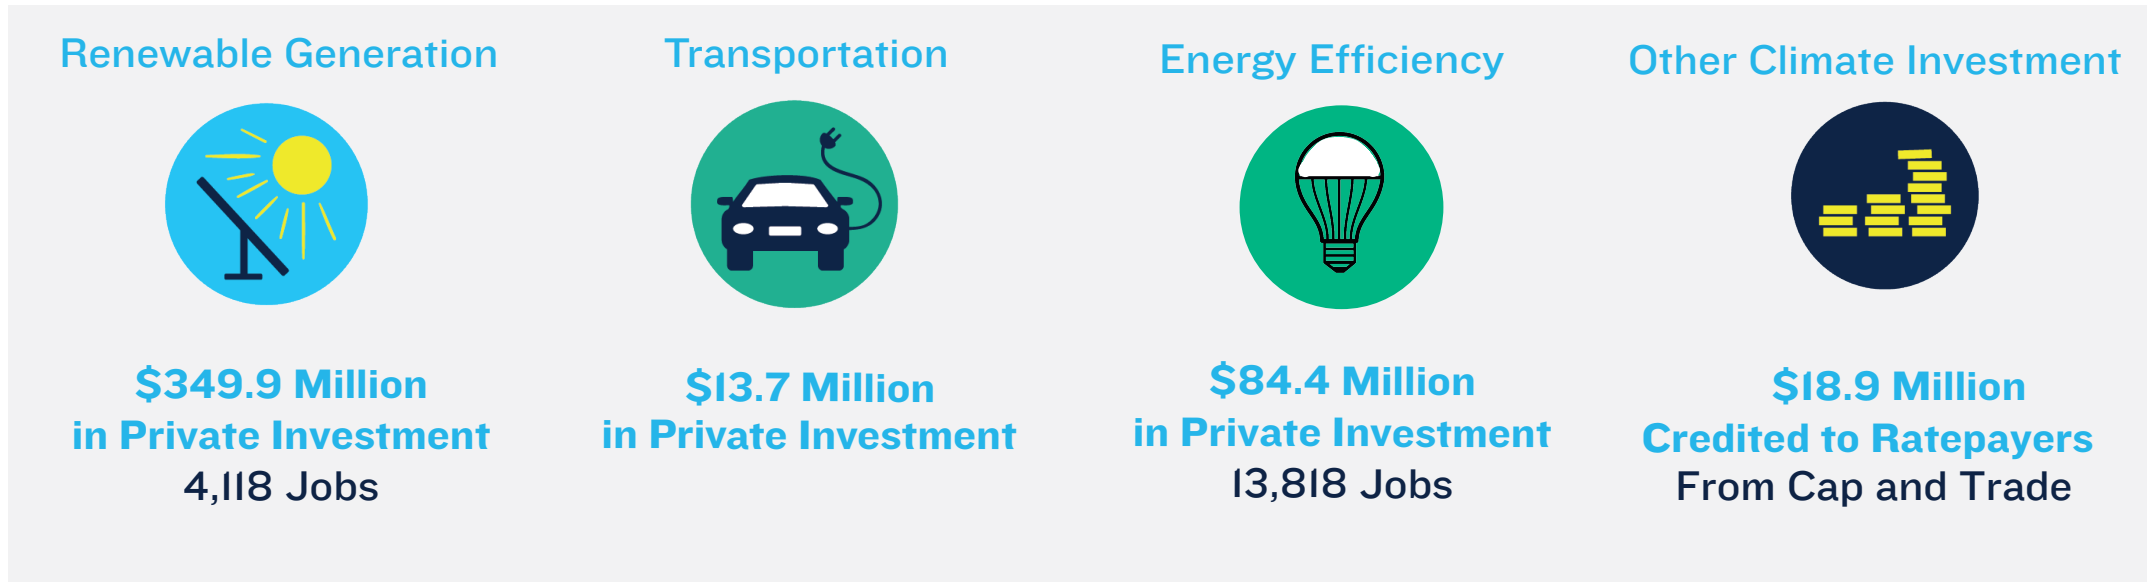 Renewable Generation
$349.9 Million
in Private Investment
4,118 Jobs
Transportation
$13.7 Million
in Private Investment
Energy Efficiency
$84.4 Million
in Private Investment
13,818 Jobs
Other Climate Investment
$18.9 Million
Credited to Ratepayers
From Cap and Trade